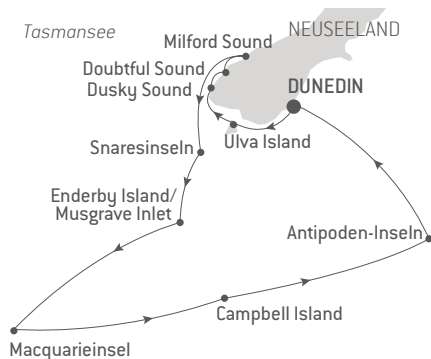 Tasmansee
NEUSEELAND
Milford Sound
Doubtful Sound
Dusky Sound
DUNEDIN
Ulva Island
Snaresinseln
Enderby Island/
Musgrave Inlet
Antipoden-Inseln
Campbell Island
Macquarieinsel